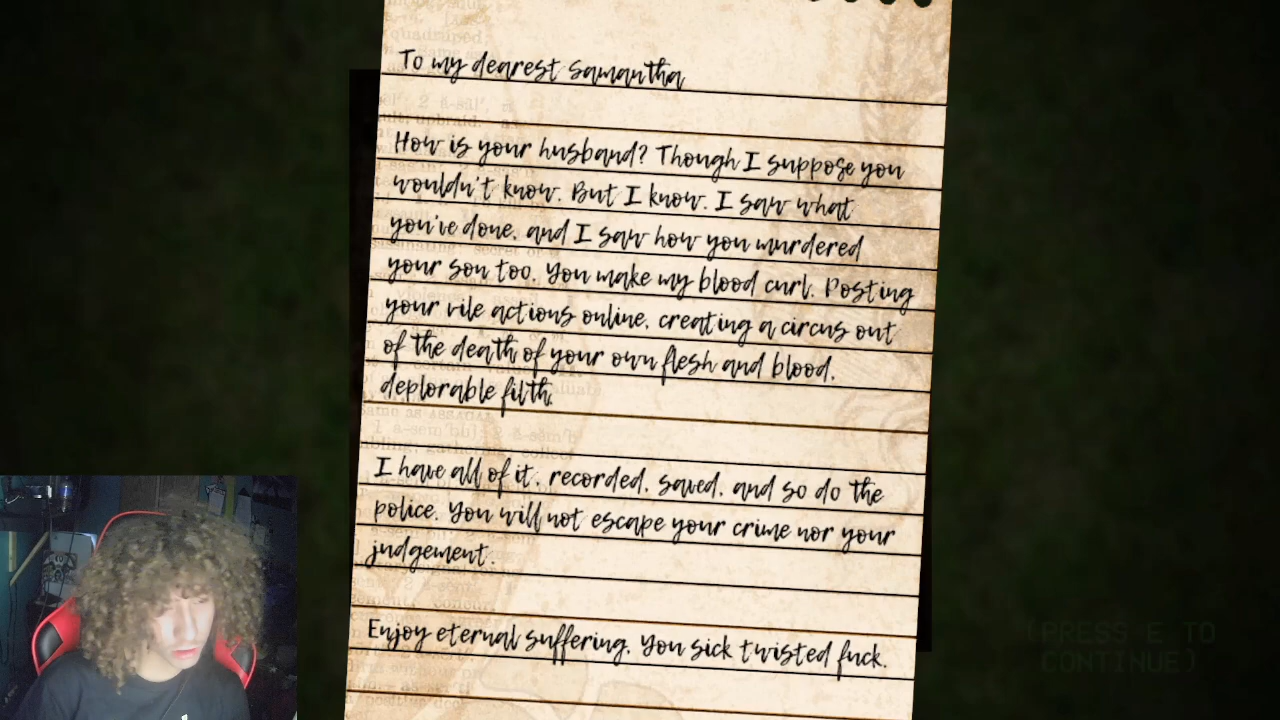 To my dearest Samantha
How is your husband? Though I suppose you
wouldn't know. But I know. I saw what
you've done, and I saw how you murdered
your son too. You make my blood curl. Posting
your vile actions online, creating a circus out
of the death of your own flesh and blood,
deplorable filth.
I have all of it, recorded, saved, and so do the
police. You will not escape your crime nor your
judgement.
Enjoy eternal suffering. You sick twisted fuck.
(PRESS E TO
CONTINUE)